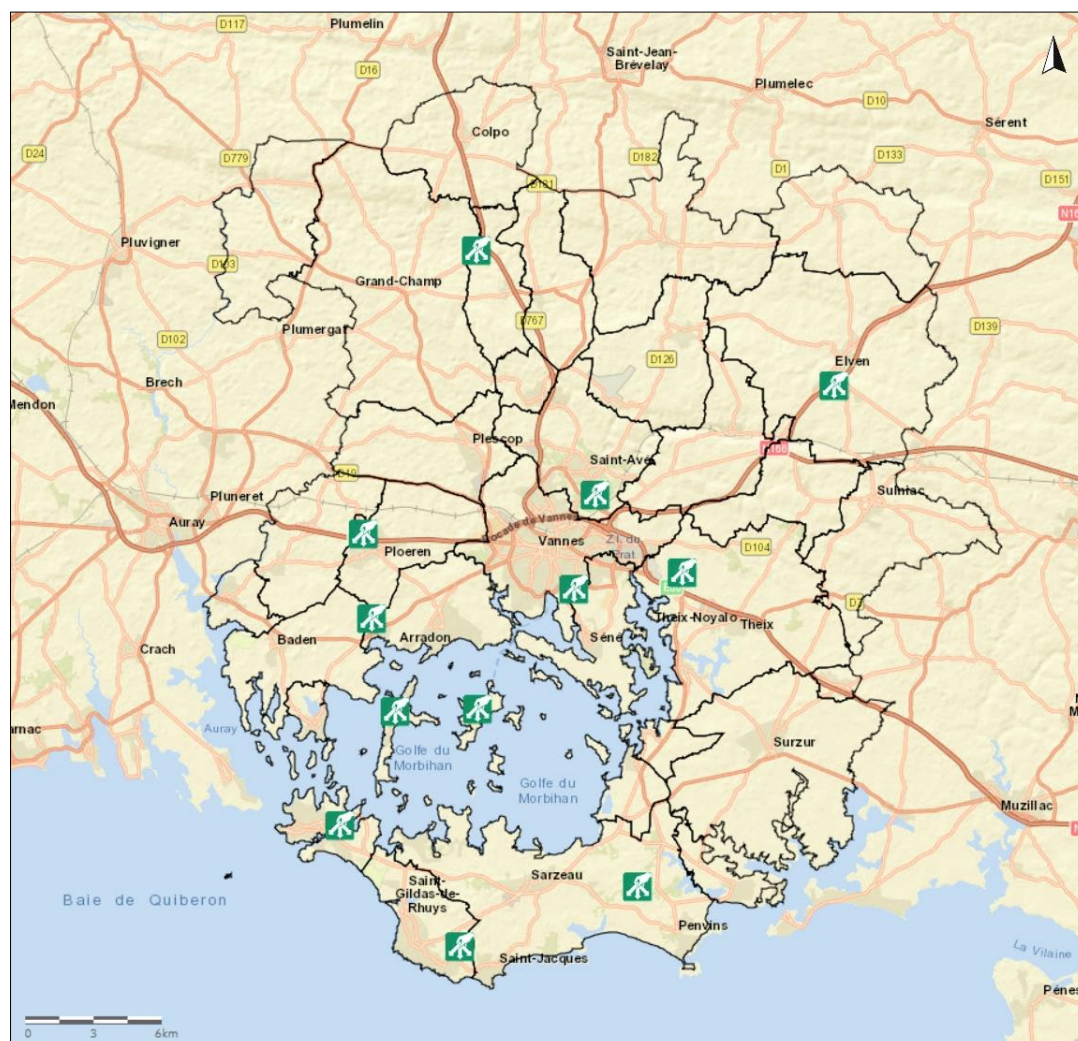 D117
Plumelin
Saint-Jean-
Brévelay
D16
Plumelec
D10
Sérent
Colpo
D24
D779
D182
D133
D1
D151
D181
Pluvigner
Grand-Champ
D767
D139
D102
D126
Elven
Brech
Mendon
Plescop
Saint-Avé
D19
Pluneret
Sulniac
Auray
Rocade de Vannes
Vannes
Z.I. du
Prat
D104
Ploeren
Theix-Noyalo
Theix
Baden
Arradon
Séné
Crach
Auray
Golfe du
Morbihan
Surzur
Golfe du
Morbihan
Muzillac
Baie de Quiberon
Saint-
Gildas-de-
Rhuys
Sarzeau
Penvins
La Vilaine
Saint-Jacques
0 3 6km